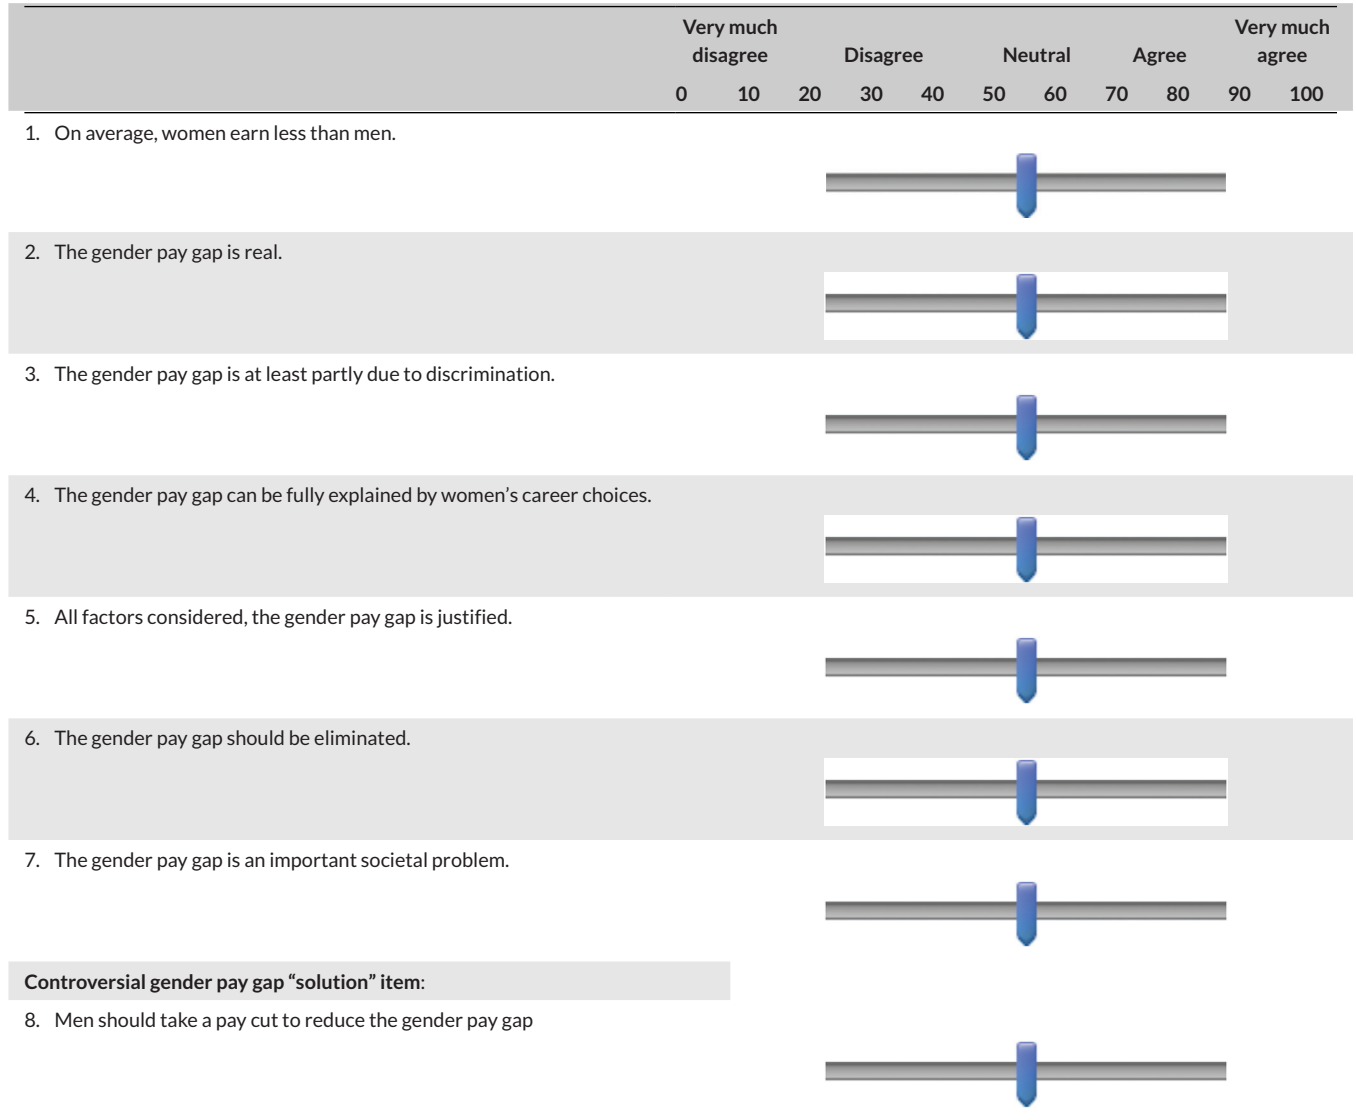 Very much Very much
disagree Disagree Neutral Agree agree
0 10 20 30 40 50 60 70 80 90 100
1. On average, women earn less than men.
2. The gender pay gap is real.
3. The gender pay gap is at least partly due to discrimination.
4. The gender pay gap can be fully explained by women’s career choices.
5. All factors considered, the gender pay gap is justified.
6. The gender pay gap should be eliminated.
7. The gender pay gap is an important societal problem.
Controversial gender pay gap “solution” item:
8. Men should take a pay cut to reduce the gender pay gap